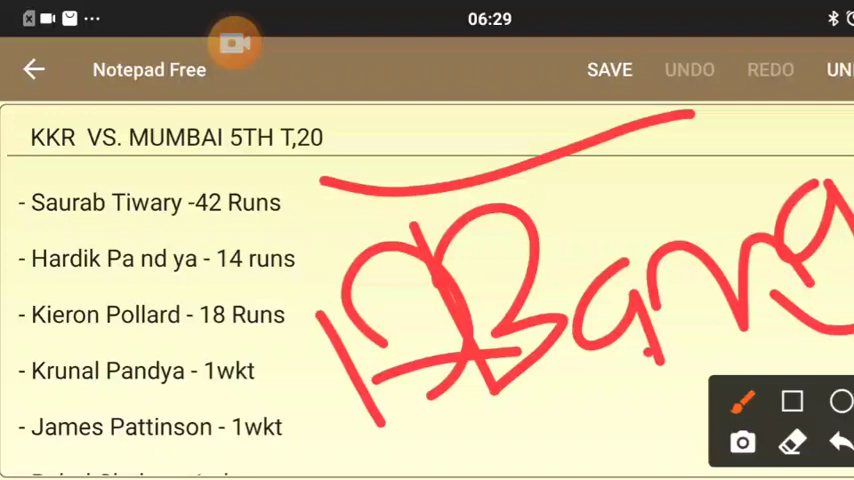 06:29
Notepad Free SAVE UNDO REDO UN
KKR VS. MUMBAI 5TH T,20
- Saurab Tiwary -42 Runs
- Hardik Pa nd ya - 14 runs
- Kieron Pollard - 18 Runs
- Krunal Pandya - 1wkt
- James Pattinson - 1wkt